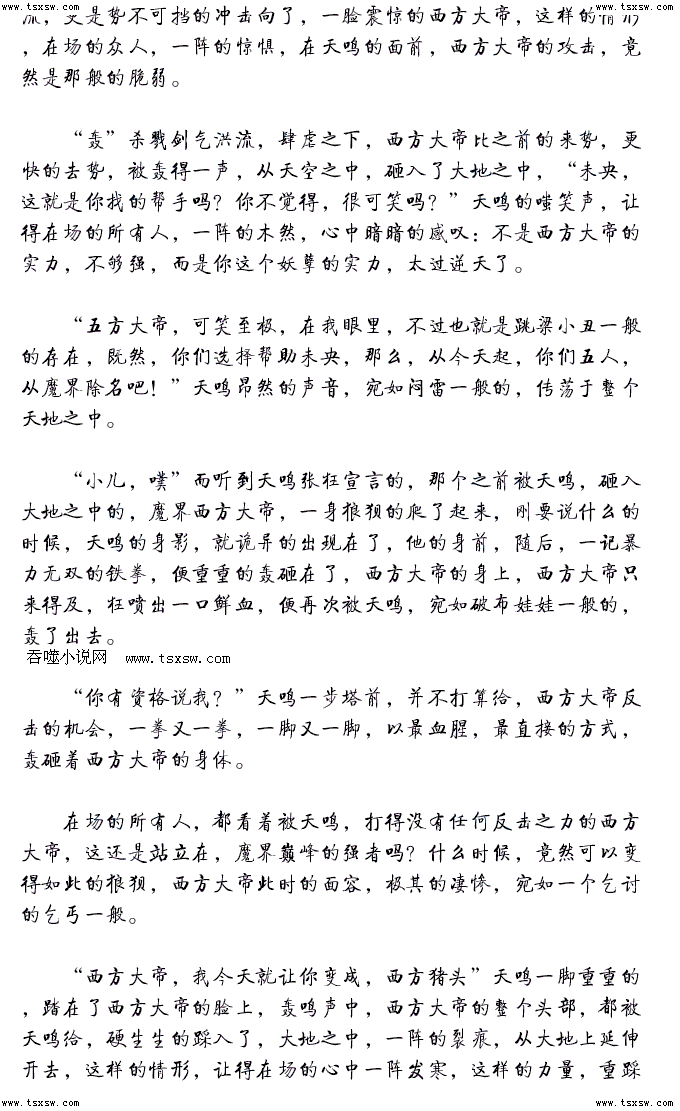 www.tsxsw.com www.tsxsw.com www.tsxsw.com www.tsxsw.com
流，更是势不可挡的冲击向了，一脸震惊的西方大帝，这样的情形
，在场的众人，一阵的惊惧，在天鸣的面前，西方大帝的攻击，竟
然是那般的脆弱。
“轰”杀戮剑气洪流，肆虐之下，西方大帝比之前的来势，更
快的去势，被轰得一声，从天空之中，砸入了大地之中，“未央，
这就是你找的帮手吗？你不觉得，很可笑吗？”天鸣的嗤笑声，让
得在场的所有人，一阵的木然，心中暗暗的感叹：不是西方大帝的
实力，不够强，而是你这个妖孽的实力，太过逆天了。
“五方大帝，可笑至极，在我眼里，不过也就是跳梁小丑一般
的存在，既然，你们选择帮助未央，那么，从今天起，你们五人，
从魔界除名吧！”天鸣昂然的声音，宛如闷雷一般的，传荡于整个
天地之中。
“小儿，噗”而听到天鸣张狂宣言的，那个之前被天鸣，砸入
大地之中的，魔界西方大帝，一身狼狈的爬了起来，刚要说什么的
时候，天鸣的身影，就诡异的出现在了，他的身前，随后，一记暴
力无双的铁拳，便重重的轰砸在了，西方大帝的身上，西方大帝只
来得及，狂喷出一口鲜血，便再次被天鸣，宛如破布娃娃一般的，
轰了出去。
吞噬小说网 www.tsxsw.com
“你有资格说我？”天鸣一步塔前，并不打算给，西方大帝反
击的机会，一拳又一拳，一脚又一脚，以最血腥，最直接的方式，
轰砸着西方大帝的身体。
在场的所有人，都看着被天鸣，打得没有任何反击之力的西方
大帝，这还是站立在，魔界巅峰的强者吗？什么时候，竟然可以变
得如此的狼狈，西方大帝此时的面容，极其的凄惨，宛如一个乞讨
的乞丐一般。
“西方大帝，我今天就让你变成，西方猪头”天鸣一脚重重的
，踏在了西方大帝的脸上，轰鸣声中，西方大帝的整个头部，都被
天鸣给，硬生生的踩入了，大地之中，一阵的裂痕，从大地上延伸
开去，这样的情形，让得在场的心中一阵发寒，这样的力量，重踩
www.tsxsw.com www.tsxsw.com www.tsxsw.com www.tsxsw.com